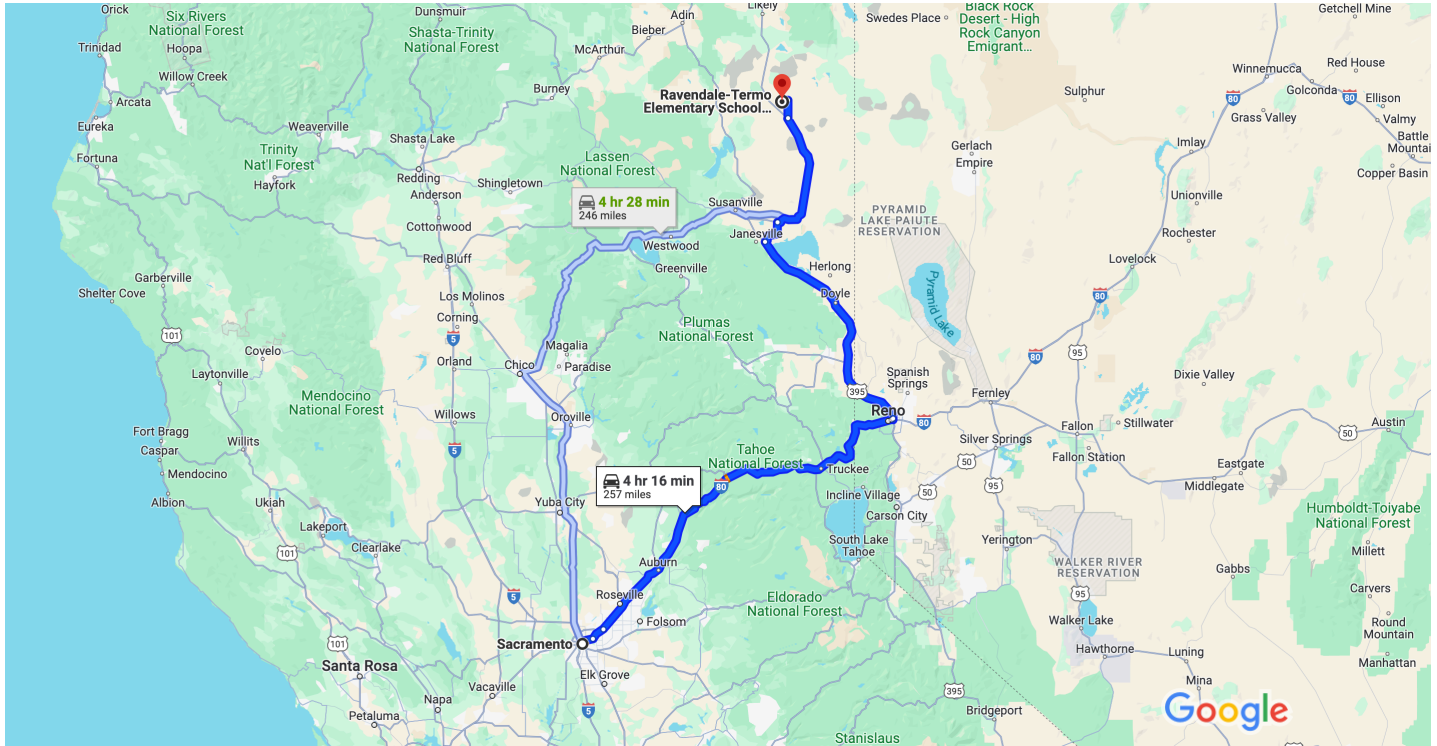 Orick
Six Rivers
National Forest
Dunsmuir
Adin
Likely
Black Rock
Desert - High
Rock Canyon
Emigrant...
Swedes Place
Getchell Mine
Trinidad
Hoopa
Shasta-Trinity
National Forest
Bieber
McArthur
Willow Creek
Winnemucca
Red House
Golconda
Burney
Ravendale-Termo
Elementary School...
Sulphur
80
80
Ellison
Arcata
Grass Valley
Valmy
Eureka
Weaverville
Battle
Mountai
Shasta Lake
Gerlach
Empire
Imlay
Fortuna
Trinity
Nat'l Forest
Lassen
National Forest
Copper Basin
Redding
Hayfork
Shingletown
Anderson
Unionville
4 hr 28 min
246 miles
Susanville
PYRAMID
LAKE PAIUTE
RESERVATION
Cottonwood
Janesville
Rochester
Westwood
Red Bluff
Greenville
Herlong
Lovelock
Garberville
Pyramid Lake
Shelter Cove
Los Molinos
Doyle
80
Corning
Plumas
National Forest
101
5
Magalia
Covelo
Orland
Paradise
80
95
Chico
Laytonville
Spanish
Springs
Dixie Valley
Mendocino
National Forest
395
Fernley
Willows
Oroville
Reno
80
Fallon
Stillwater
Austin
Fort Bragg
Willits
50
Caspar
5
Tahoe
National Forest
Silver Springs
Fallon Station
50
Eastgate
Mendocino
Truckee
4 hr 16 min
257 miles
80
95
Middlegate
Albion
Ukiah
Yuba City
Incline Village
50
Carson City
Humboldt-Toiyabe
National Forest
Lakeport
South Lake
Tahoe
Yerington
Clearlake
101
Millett
Auburn
WALKER RIVER
RESERVATION
Gabbs
Roseville
5
Eldorado
National Forest
95
Carvers
Folsom
Walker Lake
Round
Mountain
Sacramento
101
Hawthorne
Luning
Manhattan
Santa Rosa
Elk Grove
Vacaville
395
Mina
Napa
5
Google
Petaluma
Bridgeport
Stanislaus